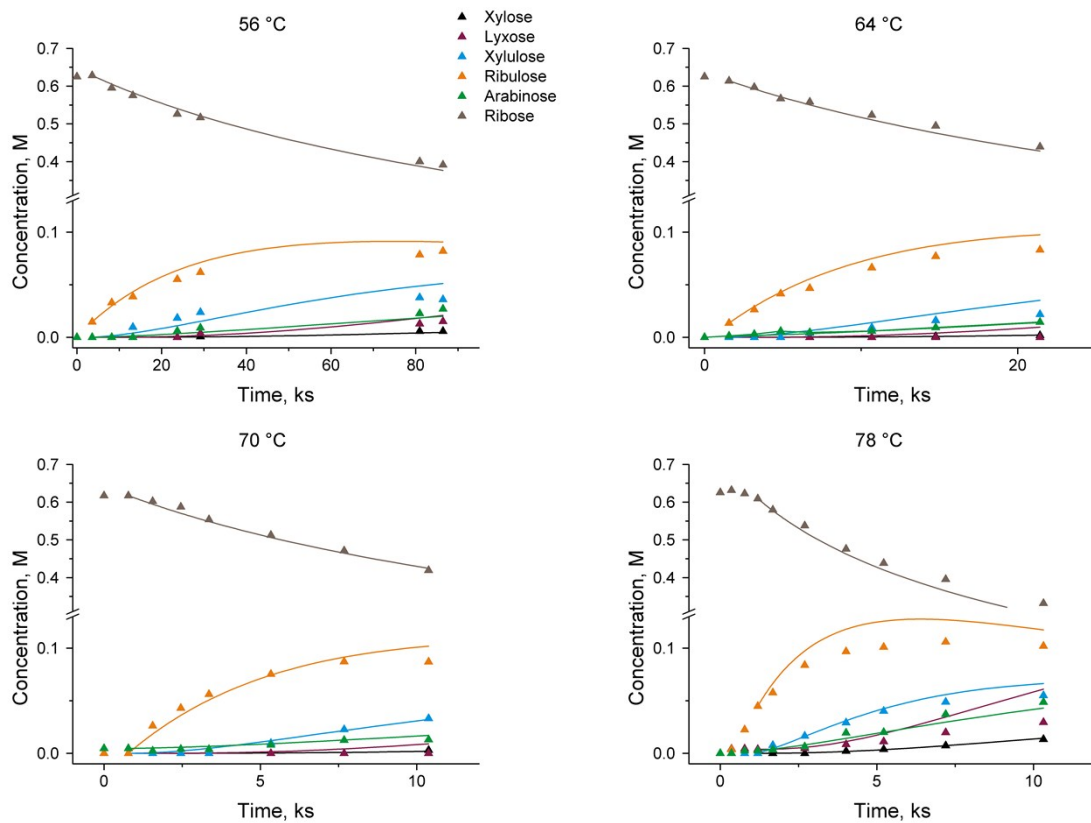 56 °C
Xylose
Lyxose
Xylulose
Ribulose
Arabinose
Ribose
0.7
0.6
0.5
0.4
0.1
0.0
Concentration, M
0 20 40 60 80
Time, ks
64 °C
0.7
0.6
0.5
0.4
0.1
0.0
Concentration, M
0 20
Time, ks
70 °C
0.7
0.6
0.5
0.4
0.1
0.0
Concentration, M
0 5 10
Time, ks
78 °C
0.7
0.6
0.5
0.4
0.1
0.0
Concentration, M
0 5 10
Time, ks